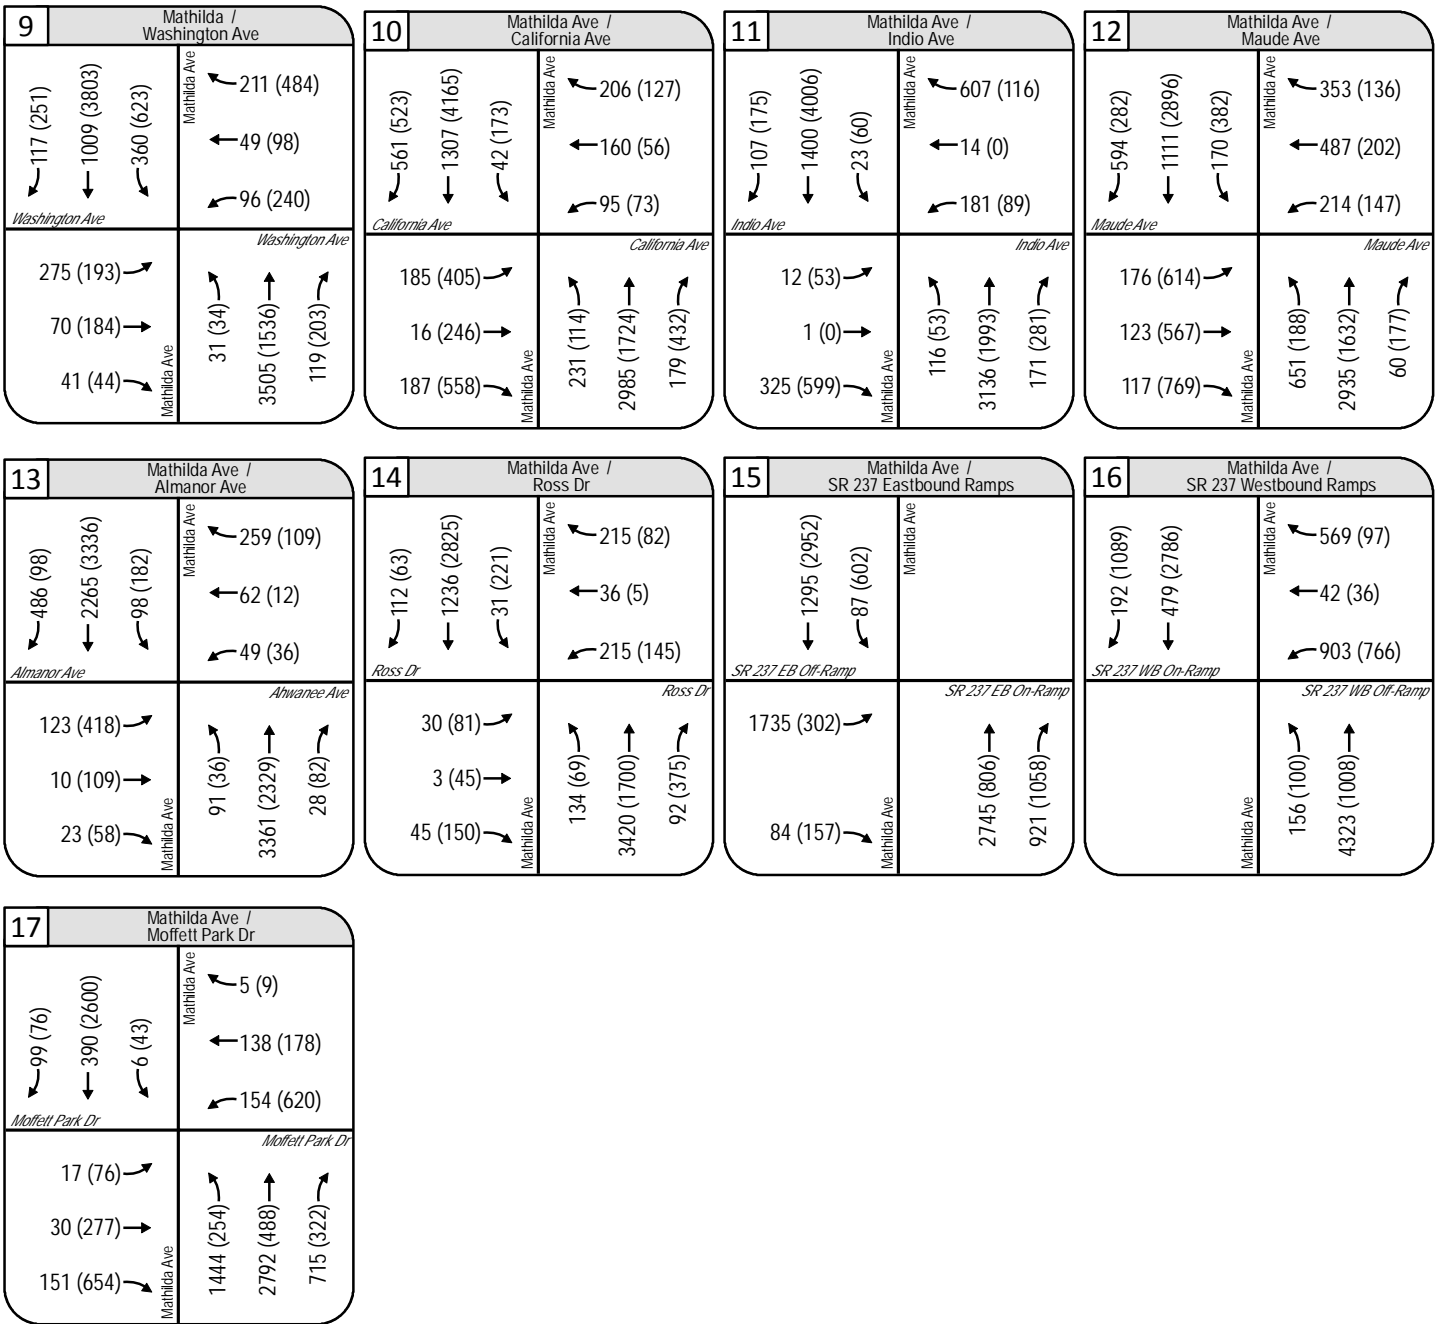 9
Mathilda /
Washington Ave
117 (251)
1009 (3803)
360 (623)
Mathilda Ave
211 (484)
49 (98)
96 (240)
Washington Ave
Washington Ave
275 (193)
70 (184)
41 (44)
Mathilda Ave
31 (34)
3505 (1536)
119 (203)
10
Mathilda Ave /
California Ave
561 (523)
1307 (4165)
42 (173)
Mathilda Ave
206 (127)
160 (56)
95 (73)
California Ave
California Ave
185 (405)
16 (246)
187 (558)
Mathilda Ave
231 (114)
2985 (1724)
179 (432)
11
Mathilda Ave /
Indio Ave
107 (175)
1400 (4006)
23 (60)
Mathilda Ave
607 (116)
14 (0)
181 (89)
Indio Ave
Indio Ave
12 (53)
1 (0)
325 (599)
Mathilda Ave
116 (53)
3136 (1993)
171 (281)
12
Mathilda Ave /
Maude Ave
594 (282)
1111 (2896)
170 (382)
Mathilda Ave
353 (136)
487 (202)
214 (147)
Maude Ave
Maude Ave
176 (614)
123 (567)
117 (769)
Mathilda Ave
651 (188)
2935 (1632)
60 (177)
13
Mathilda Ave /
Almanor Ave
486 (98)
2265 (3336)
98 (182)
Mathilda Ave
259 (109)
62 (12)
49 (36)
Almanor Ave
Ahwanee Ave
123 (418)
10 (109)
23 (58)
Mathilda Ave
91 (36)
3361 (2329)
28 (82)
14
Mathilda Ave /
Ross Dr
112 (63)
1236 (2825)
31 (221)
Mathilda Ave
215 (82)
36 (5)
215 (145)
Ross Dr
Ross Dr
30 (81)
3 (45)
45 (150)
Mathilda Ave
134 (69)
3420 (1700)
92 (375)
15
Mathilda Ave /
SR 237 Eastbound Ramps
1295 (2952)
87 (602)
Mathilda Ave
SR 237 EB Off-Ramp
SR 237 EB On-Ramp
1735 (302)
84 (157)
Mathilda Ave
2745 (806)
921 (1058)
16
Mathilda Ave /
SR 237 Westbound Ramps
192 (1089)
479 (2786)
Mathilda Ave
569 (97)
42 (36)
903 (766)
SR 237 WB On-Ramp
SR 237 WB Off-Ramp
Mathilda Ave
156 (100)
4323 (1008)
17
Mathilda Ave /
Moffett Park Dr
99 (76)
390 (2600)
6 (43)
Mathilda Ave
5 (9)
138 (178)
154 (620)
Moffett Park Dr
Moffett Park Dr
17 (76)
30 (277)
151 (654)
Mathilda Ave
1444 (254)
2792 (488)
715 (322)